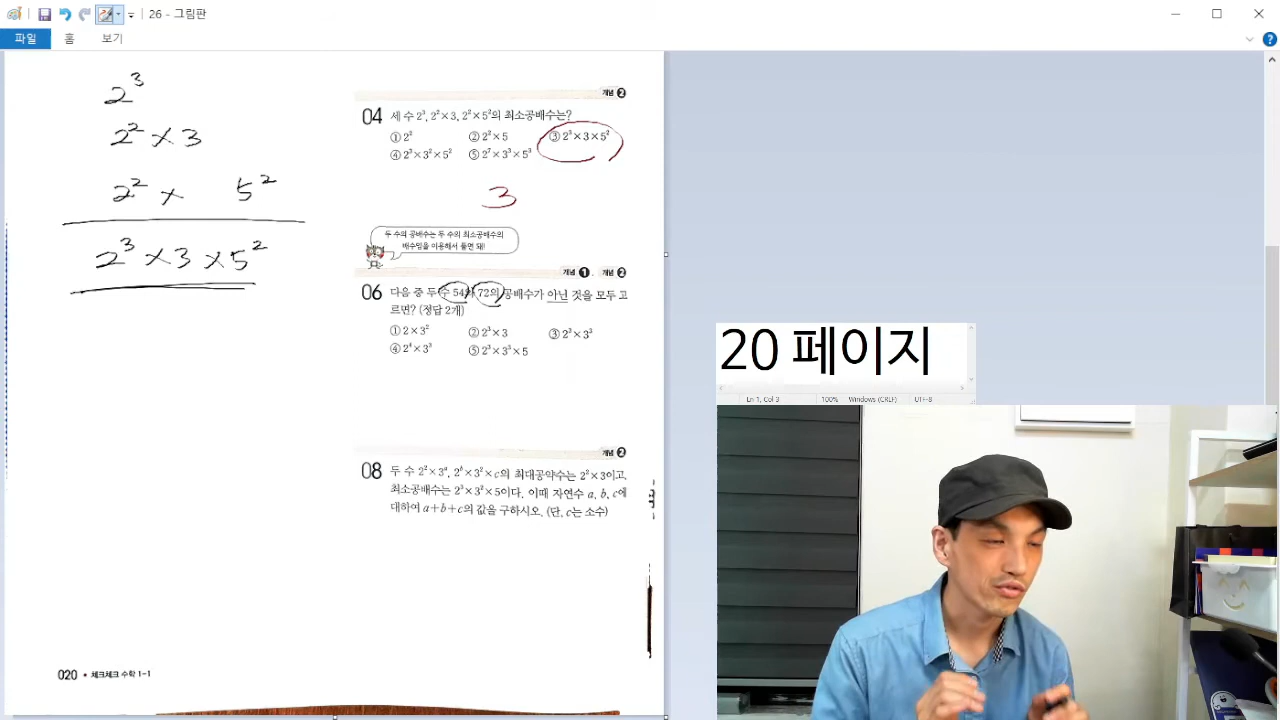 26 - 그림판
파일 홈 보기
2³
2² × 3
2² × 5²
2³ × 3 × 5²
개념 2
04 세 수 2³, 2²×3, 2²×5²의 최소공배수는?
① 2² ② 2²×5 ③ 2³×3×5²
④ 2³×3²×5² ⑤ 2⁷×3³×5³
3
두 수의 공배수는 두 수의 최소공배수의
배수임을 이용해서 풀면 돼!
개념 1, 개념 2
06 다음 중 두 수 54와 72의 공배수가 아닌 것을 모두 고
르면? (정답 2개)
① 2×3² ② 2³×3 ③ 2³×3³
④ 2⁴×3³ ⑤ 2³×3³×5
개념 2
08 두 수 2²×3ᵃ, 2ᵇ×3²×c의 최대공약수는 2²×3이고,
최소공배수는 2³×3²×5이다. 이때 자연수 a, b, c에
대하여 a+b+c의 값을 구하시오. (단, c는 소수)
020 • 체크체크 수학 1-1
20 페이지
Ln 1, Col 3 100% Windows (CRLF) UTF-8